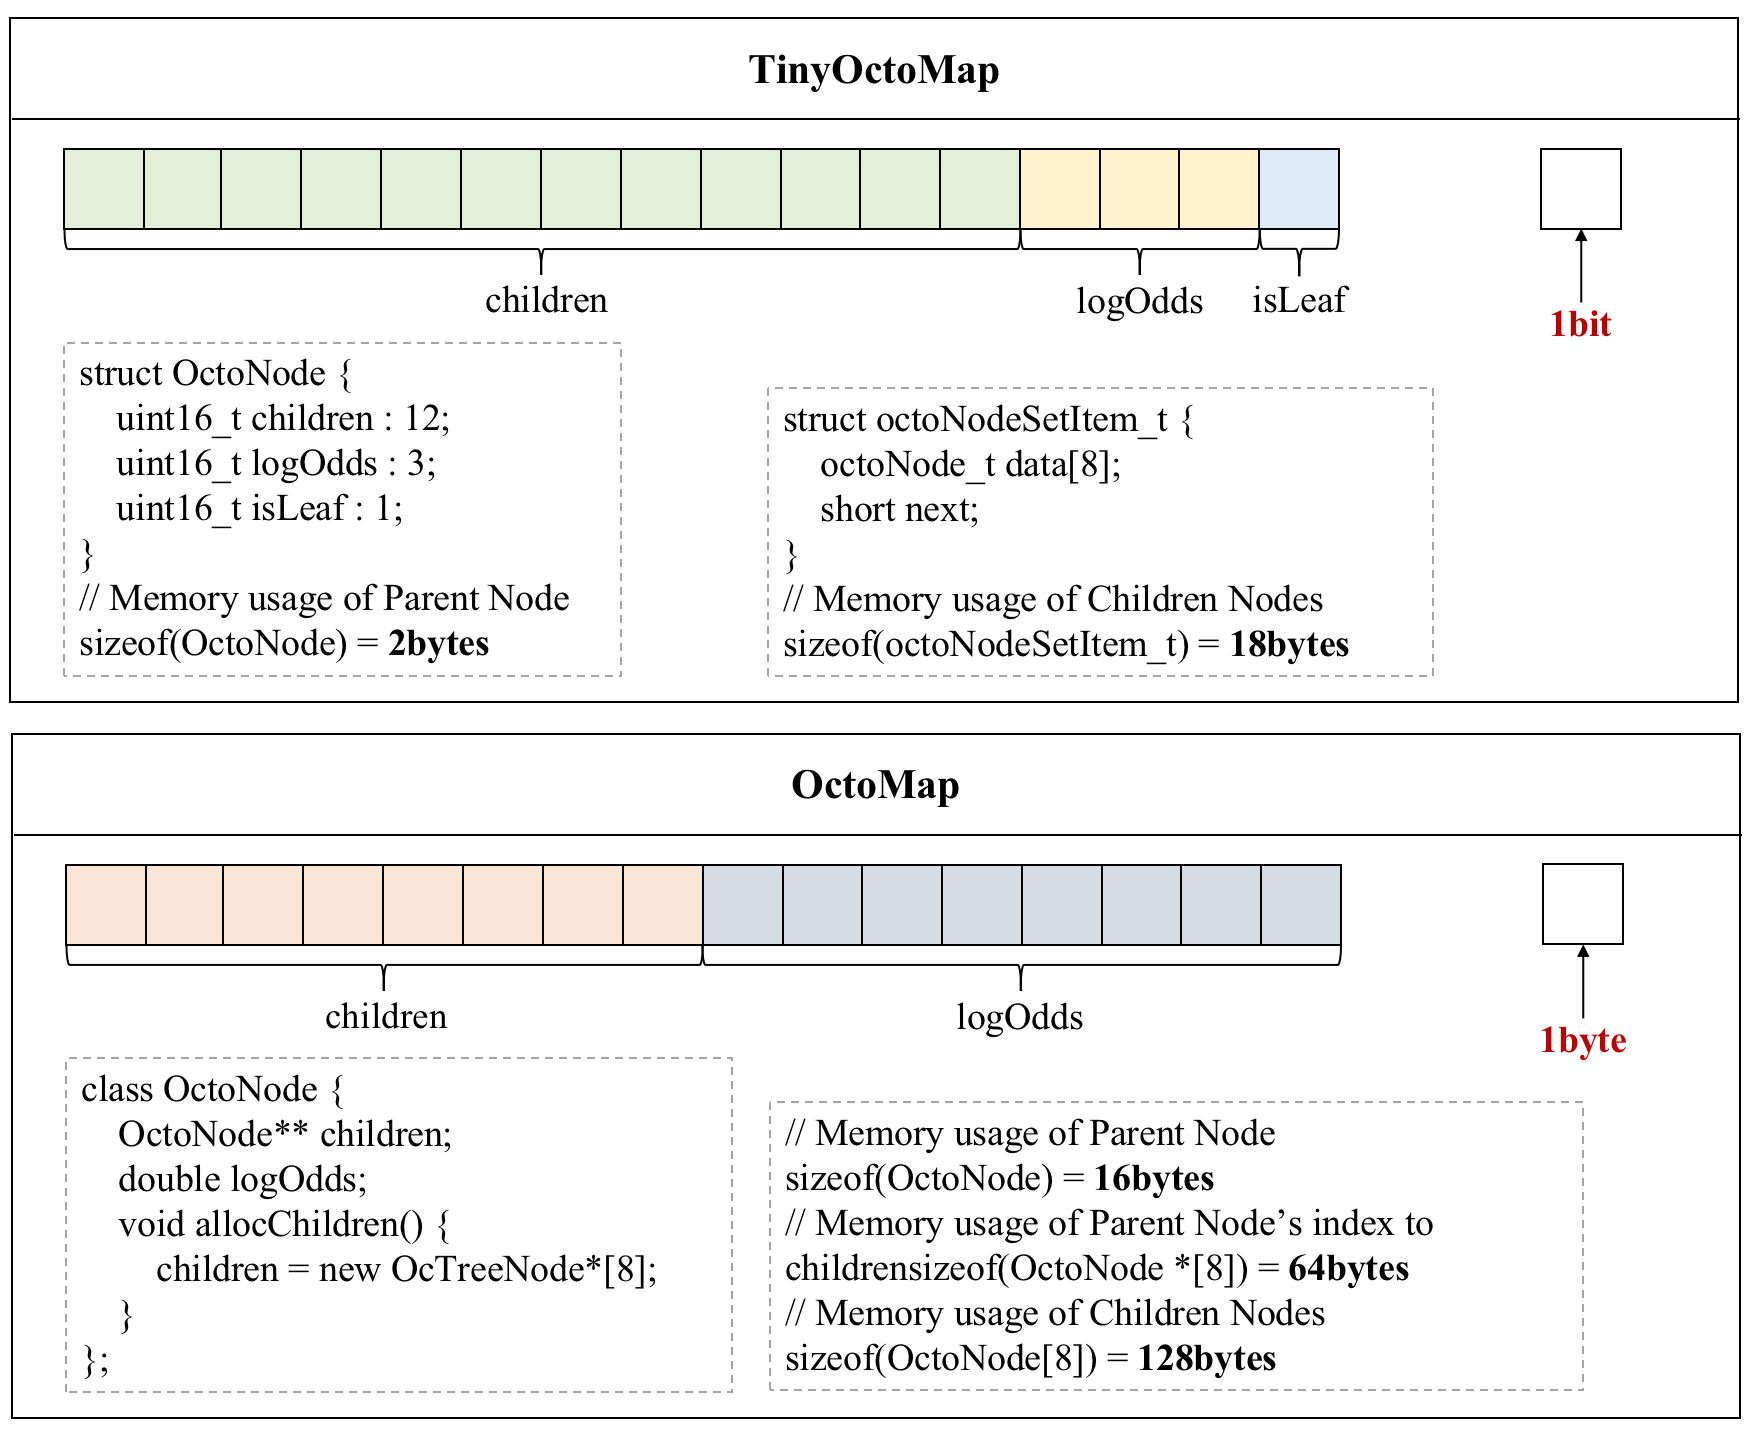 TinyOctoMap
children
logOdds
isLeaf
1bit
struct OctoNode {
uint16_t children : 12;
uint16_t logOdds : 3;
uint16_t isLeaf : 1;
}
// Memory usage of Parent Node
sizeof(OctoNode) = 2bytes
struct octoNodeSetItem_t {
octoNode_t data[8];
short next;
}
// Memory usage of Children Nodes
sizeof(octoNodeSetItem_t) = 18bytes
OctoMap
children
logOdds
1byte
class OctoNode {
OctoNode** children;
double logOdds;
void allocChildren() {
children = new OcTreeNode*[8];
}
};
// Memory usage of Parent Node
sizeof(OctoNode) = 16bytes
// Memory usage of Parent Node’s index to
childrensizeof(OctoNode *[8]) = 64bytes
// Memory usage of Children Nodes
sizeof(OctoNode[8]) = 128bytes